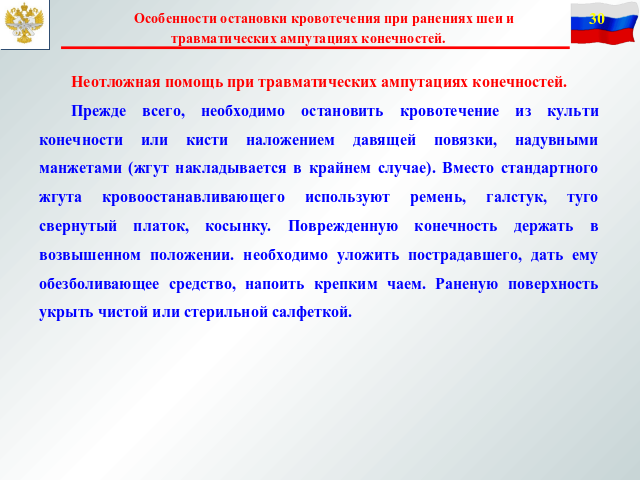 Особенности остановки кровотечения при ранениях шеи и
травматических ампутациях конечностей.
30
Неотложная помощь при травматических ампутациях конечностей.
Прежде всего, необходимо остановить кровотечение из культи
конечности или кисти наложением давящей повязки, надувными
манжетами (жгут накладывается в крайнем случае). Вместо стандартного
жгута кровоостанавливающего используют ремень, галстук, туго
свернутый платок, косынку. Поврежденную конечность держать в
возвышенном положении. необходимо уложить пострадавшего, дать ему
обезболивающее средство, напоить крепким чаем. Раненую поверхность
укрыть чистой или стерильной салфеткой.